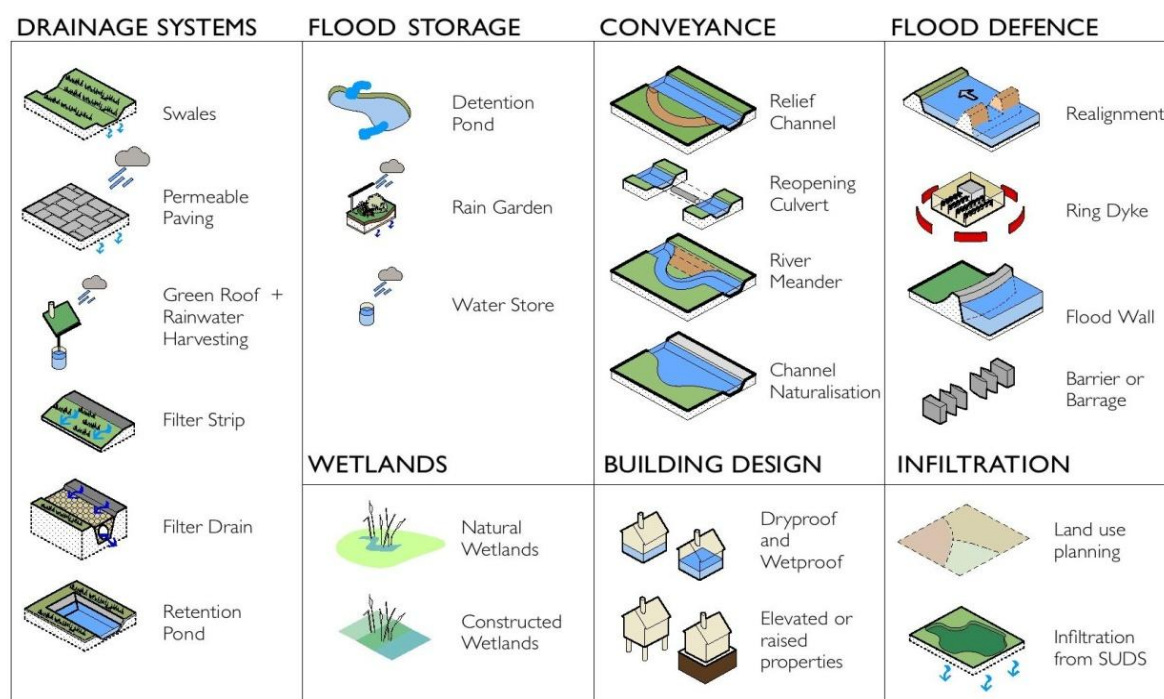 DRAINAGE SYSTEMS
Swales
Permeable
Paving
Green Roof +
Rainwater
Harvesting
Filter Strip
Filter Drain
Retention
Pond
FLOOD STORAGE
Detention
Pond
Rain Garden
Water Store
WETLANDS
Natural
Wetlands
Constructed
Wetlands
CONVEYANCE
Relief
Channel
Reopening
Culvert
River
Meander
Channel
Naturalisation
BUILDING DESIGN
Dryproof
and
Wetproof
Elevated or
raised
properties
FLOOD DEFENCE
Realignment
Ring Dyke
Flood Wall
Barrier or
Barrage
INFILTRATION
Land use
planning
Infiltration
from SUDS